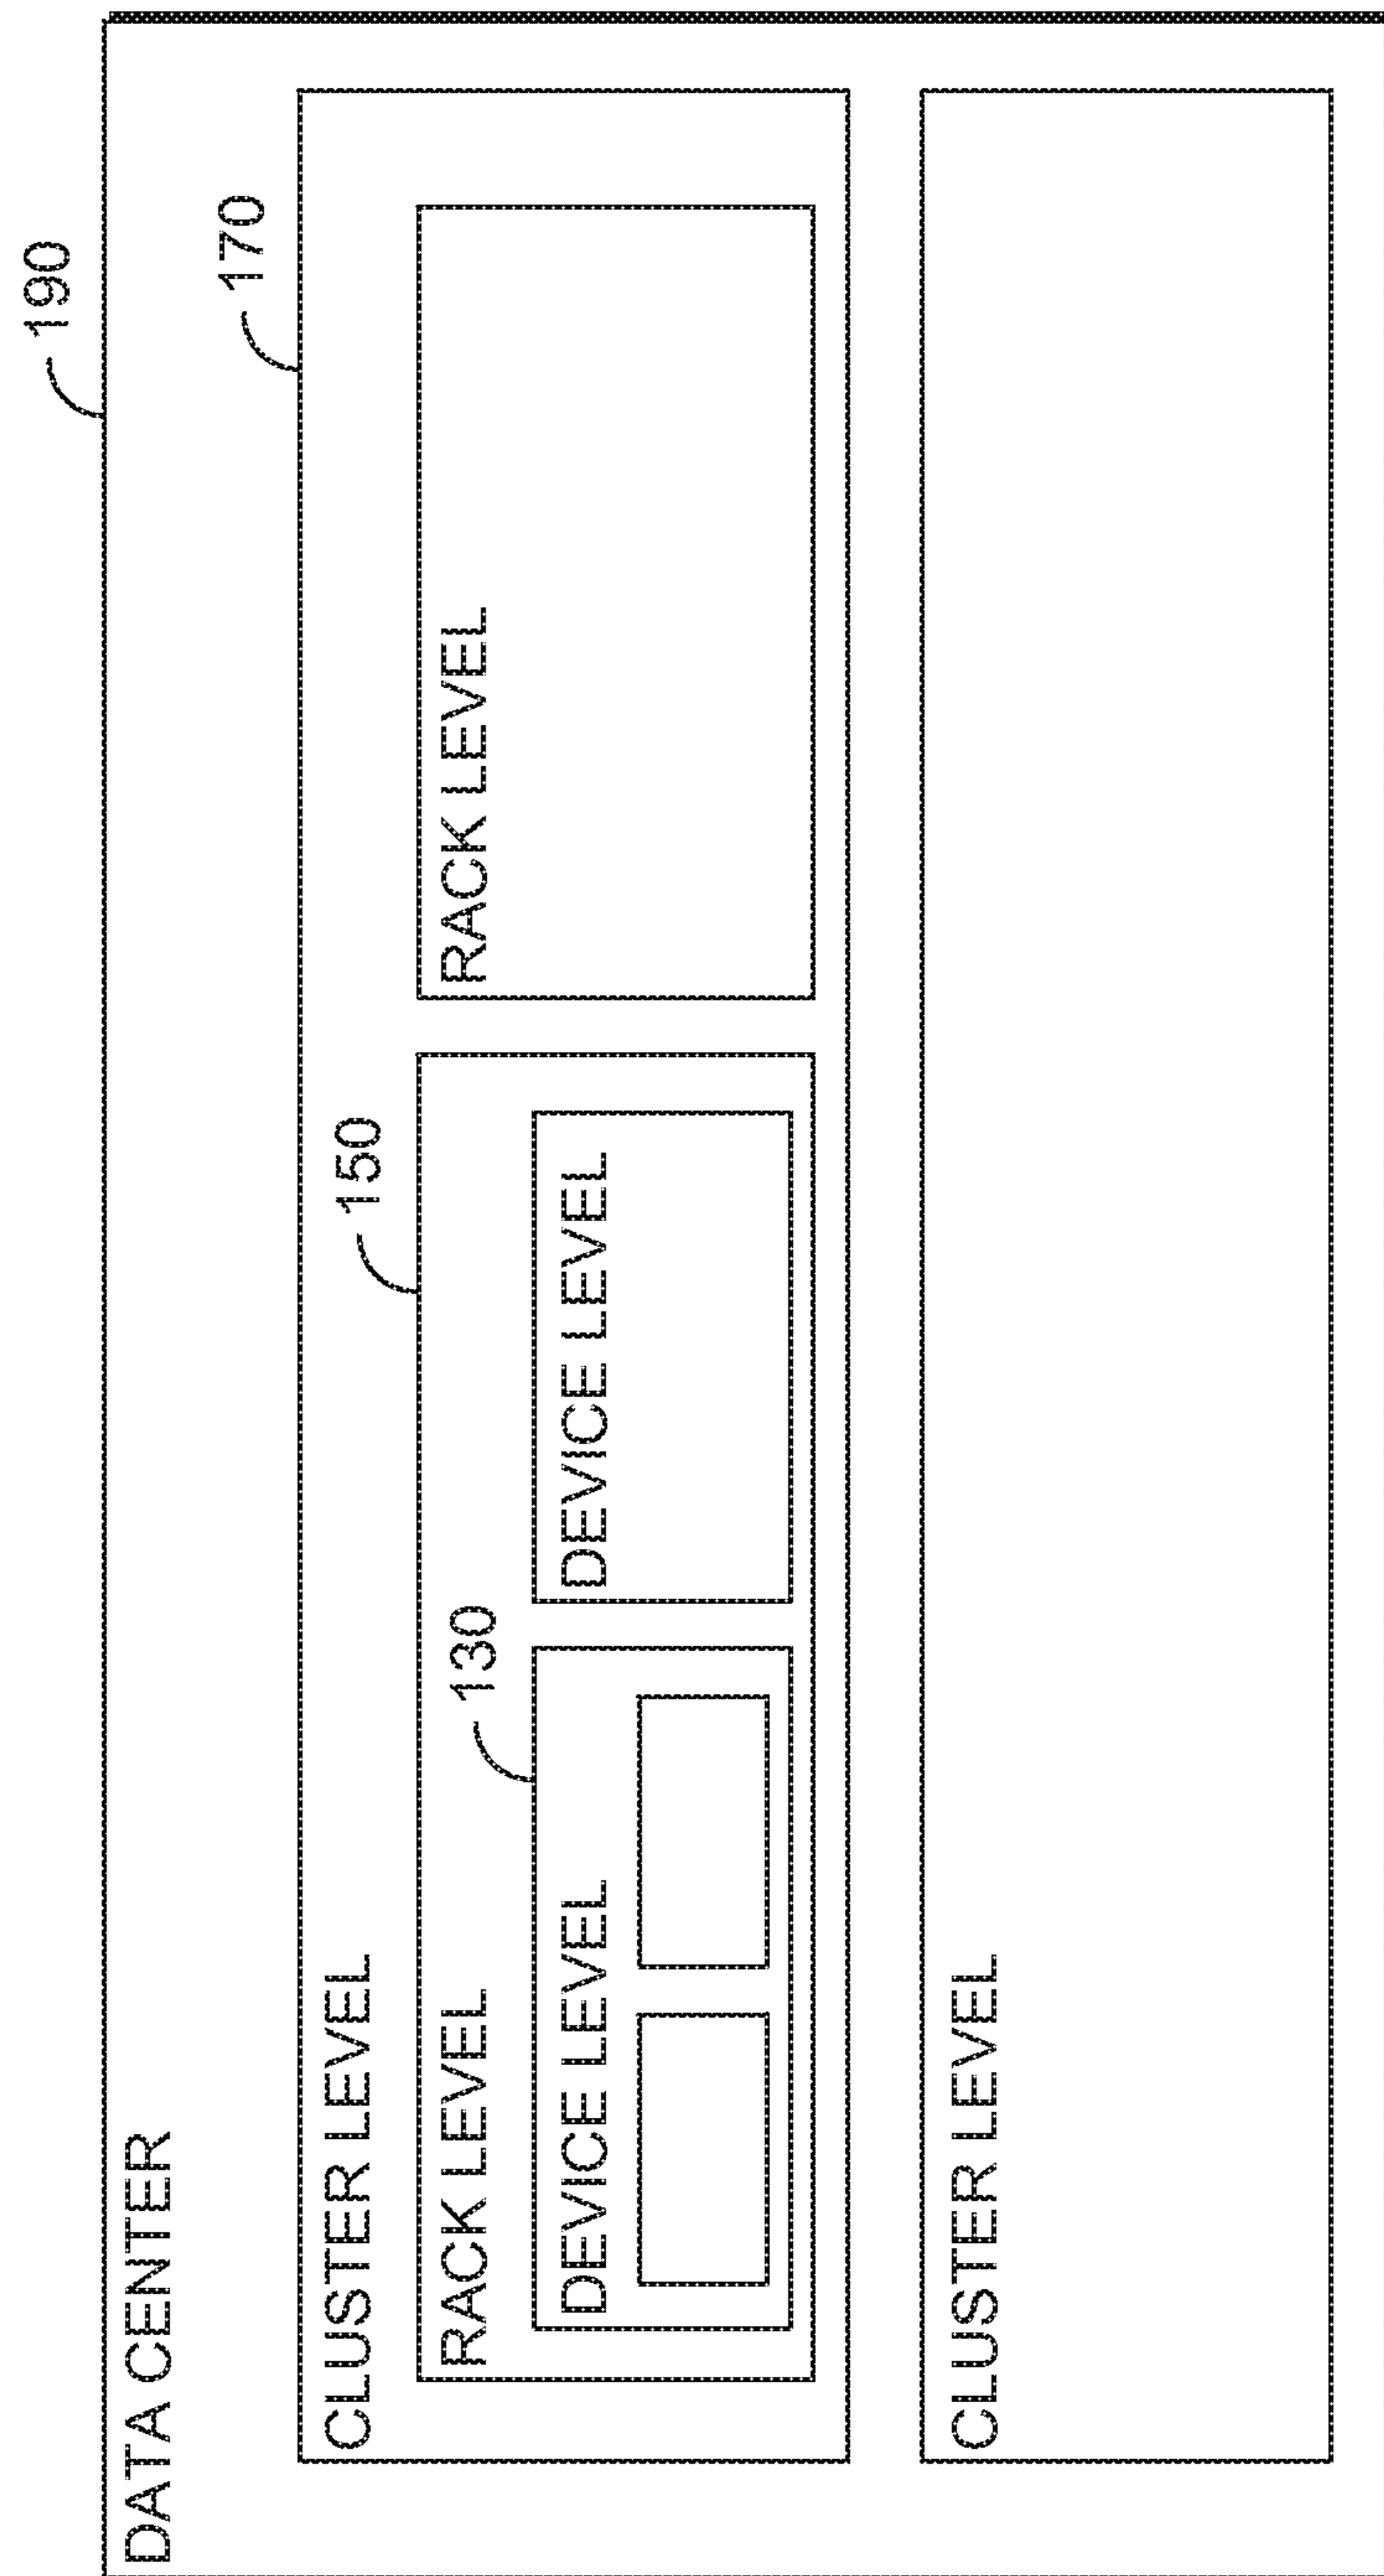 190
DATA CENTER
170
CLUSTER LEVEL
150
RACK LEVEL
RACK LEVEL
130
DEVICE LEVEL
DEVICE LEVEL
CLUSTER LEVEL